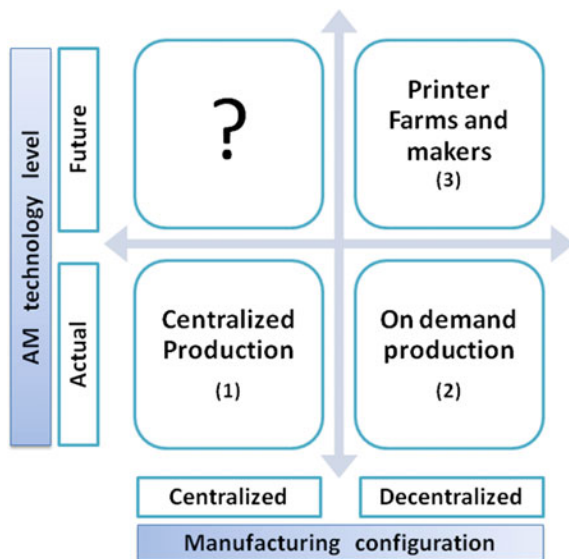 AM technology level
Future
?
Printer
Farms and
makers
(3)
Actual
Centralized
Production
(1)
On demand
production
(2)
Centralized
Decentralized
Manufacturing configuration